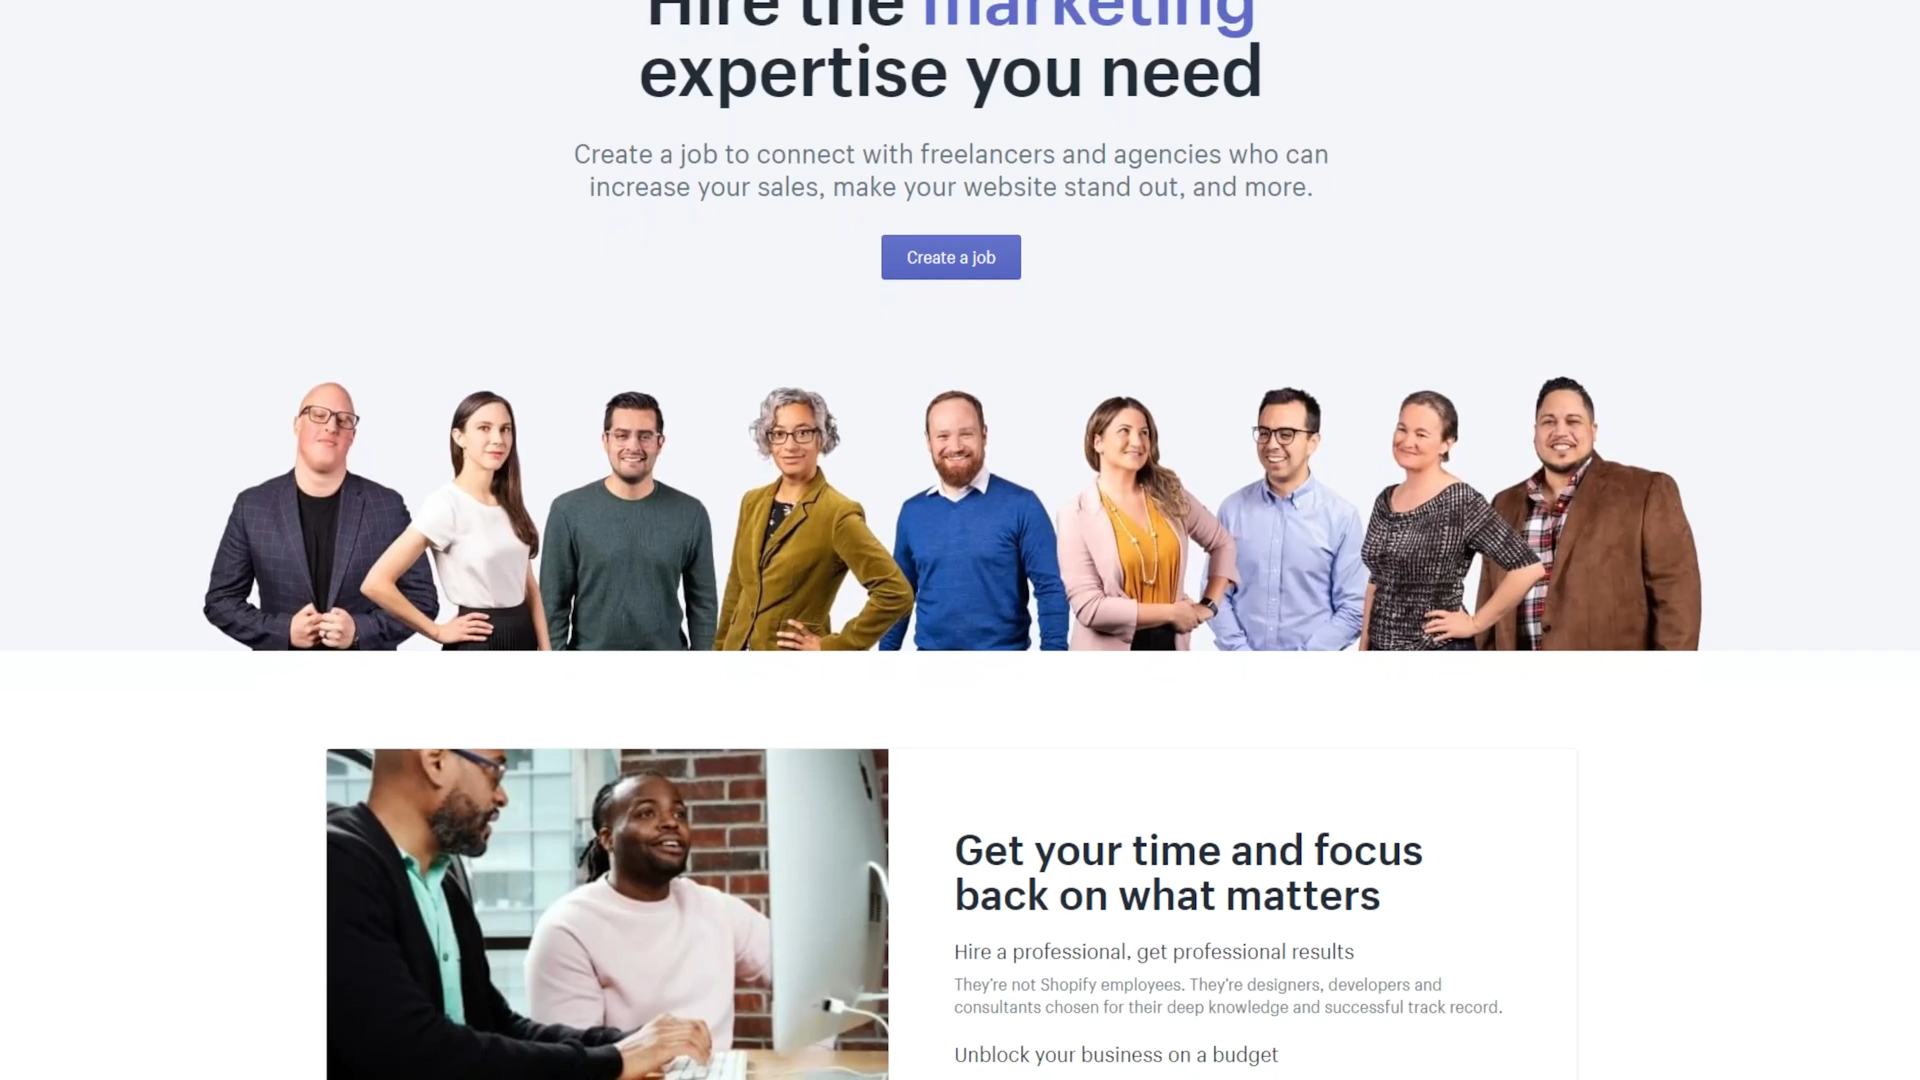 Hire the marketing
expertise you need
Create a job to connect with freelancers and agencies who can
increase your sales, make your website stand out, and more.
Create a job
Get your time and focus
back on what matters
Hire a professional, get professional results
They're not Shopify employees. They're designers, developers and
consultants chosen for their deep knowledge and successful track record.
Unblock your business on a budget